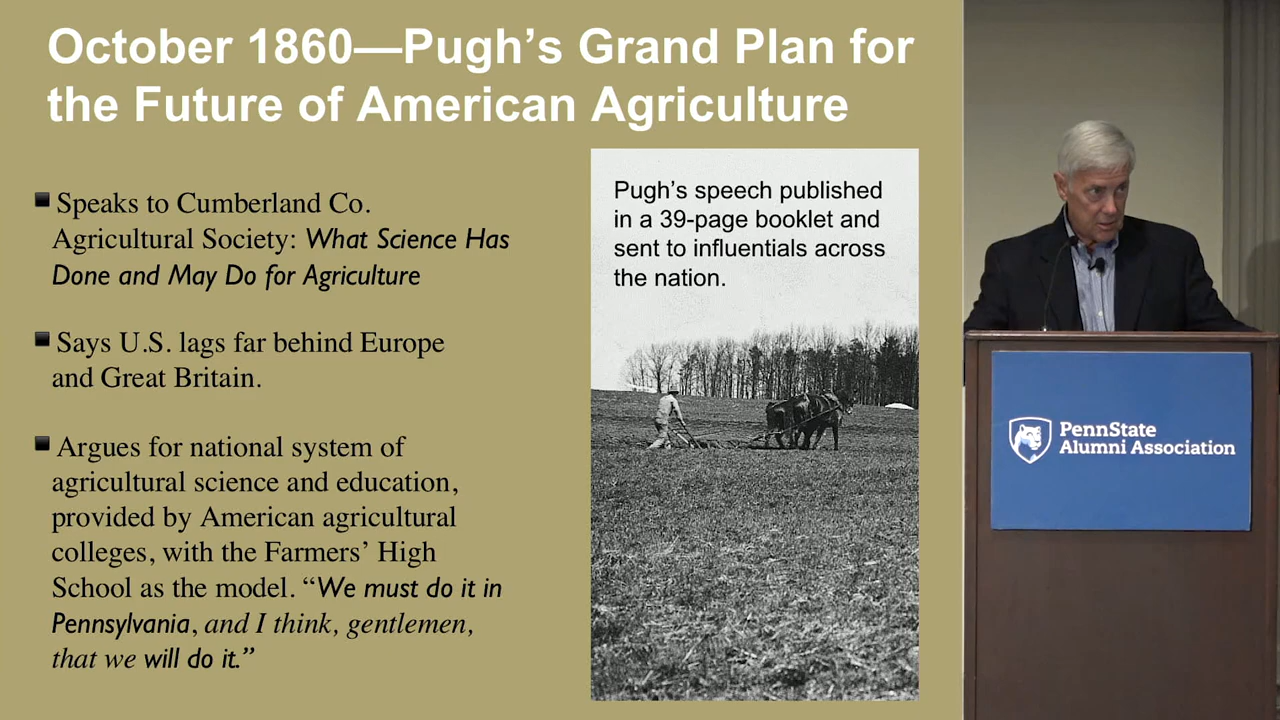 October 1860—Pugh’s Grand Plan for
the Future of American Agriculture
Speaks to Cumberland Co.
Agricultural Society: What Science Has
Done and May Do for Agriculture
Says U.S. lags far behind Europe
and Great Britain.
Argues for national system of
agricultural science and education,
provided by American agricultural
colleges, with the Farmers’ High
School as the model. “We must do it in
Pennsylvania, and I think, gentlemen,
that we will do it.”
Pugh’s speech published
in a 39-page booklet and
sent to influentials across
the nation.
PennState
Alumni Association